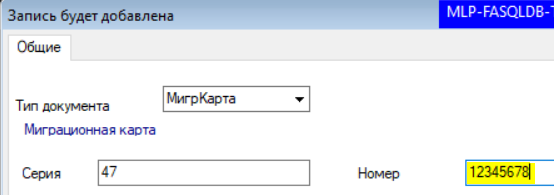 Запись будет добавлена MLP-FASQLDB-
Общие
Тип документа МигрКарта
Миграционная карта
Серия 47 Номер 12345678